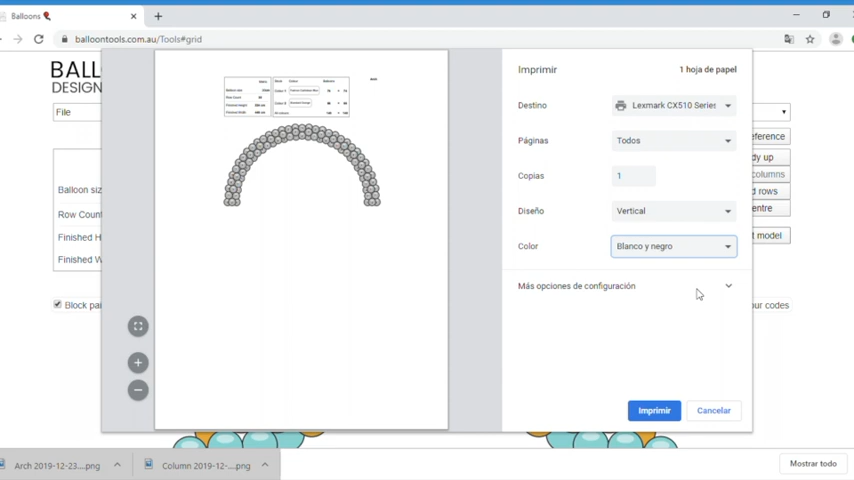 Balloons
balloontools.com.au/Tools#grid
BALL
DESIGN
File
Balloon siz
Row Count
Finished H
Finished W
Block pai
Imprimir
1 hoja de papel
Destino
Lexmark CX510 Series
Páginas
Todos
Copias
1
Diseño
Vertical
Color
Blanco y negro
Más opciones de configuración
Imprimir
Cancelar
eference
dy up
columns
d rows
entre
t model
our codes
Arch 2019-12-23....png
Column 2019-12-....png
Mostrar todo